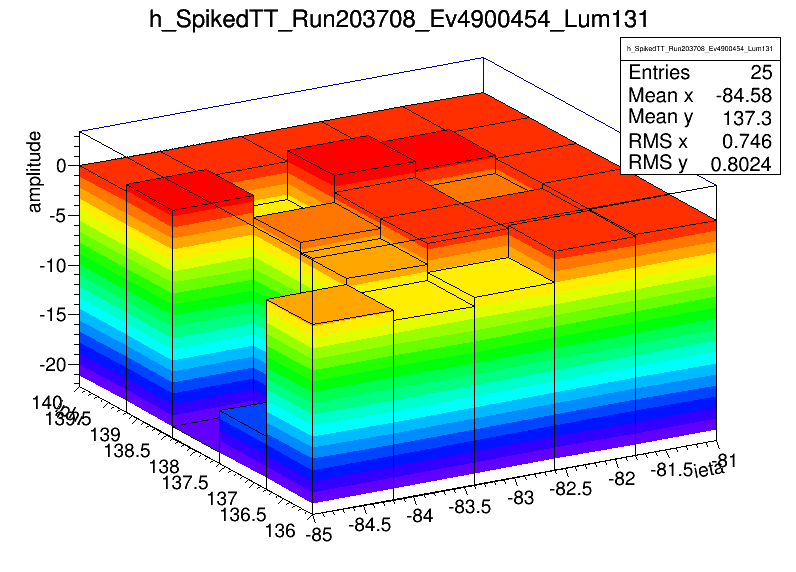 h_SpikedTT_Run203708_Ev4900454_Lum131
h_SpikedTT_Run203708_Ev4900454_Lum131
Entries 25
Mean x -84.58
Mean y 137.3
RMS x 0.746
RMS y 0.8024
amplitude
0
-5
-10
-15
-20
140
139.5
139
138.5
138
137.5
137
136.5
136
-85
-84.5
-84
-83.5
-83
-82.5
-82
-81.5
-81
ieta